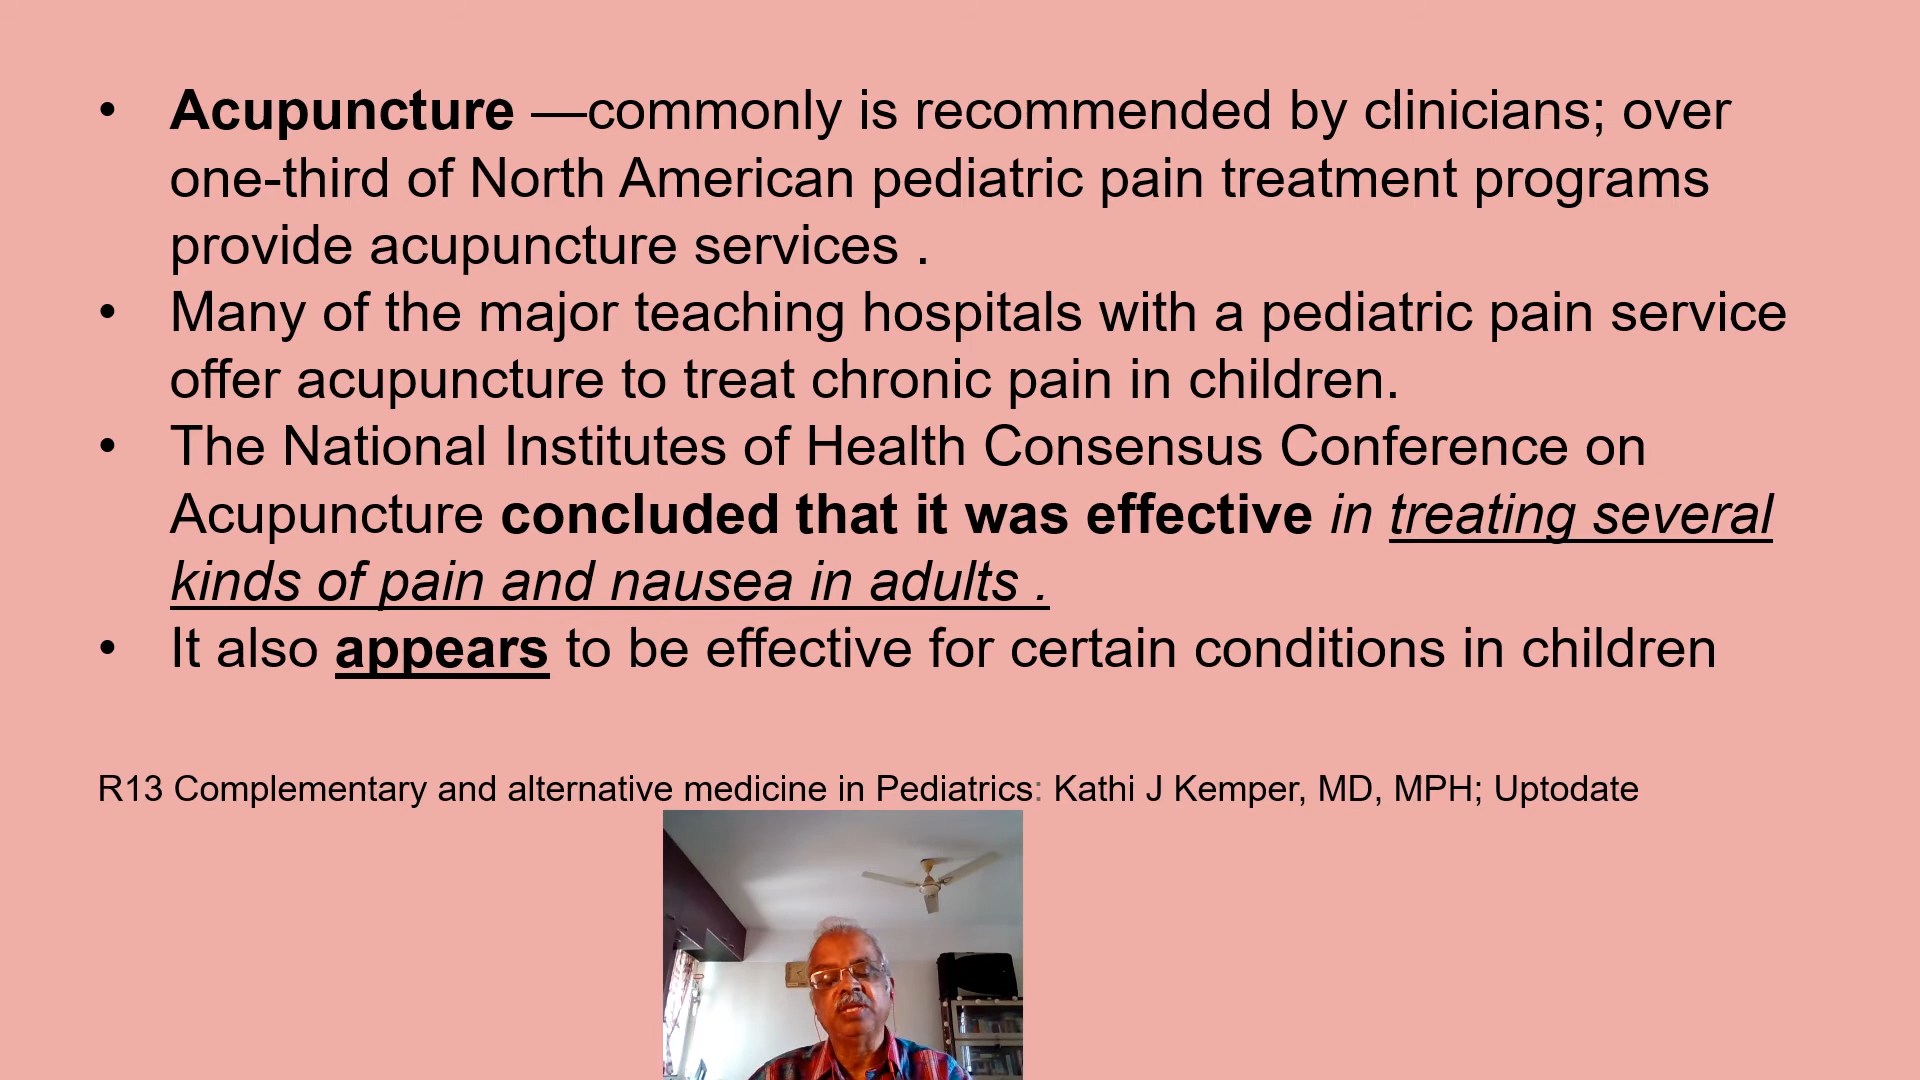 • Acupuncture —commonly is recommended by clinicians; over
one-third of North American pediatric pain treatment programs
provide acupuncture services .
• Many of the major teaching hospitals with a pediatric pain service
offer acupuncture to treat chronic pain in children.
• The National Institutes of Health Consensus Conference on
Acupuncture concluded that it was effective in treating several
kinds of pain and nausea in adults .
• It also appears to be effective for certain conditions in children
R13 Complementary and alternative medicine in Pediatrics: Kathi J Kemper, MD, MPH; Uptodate